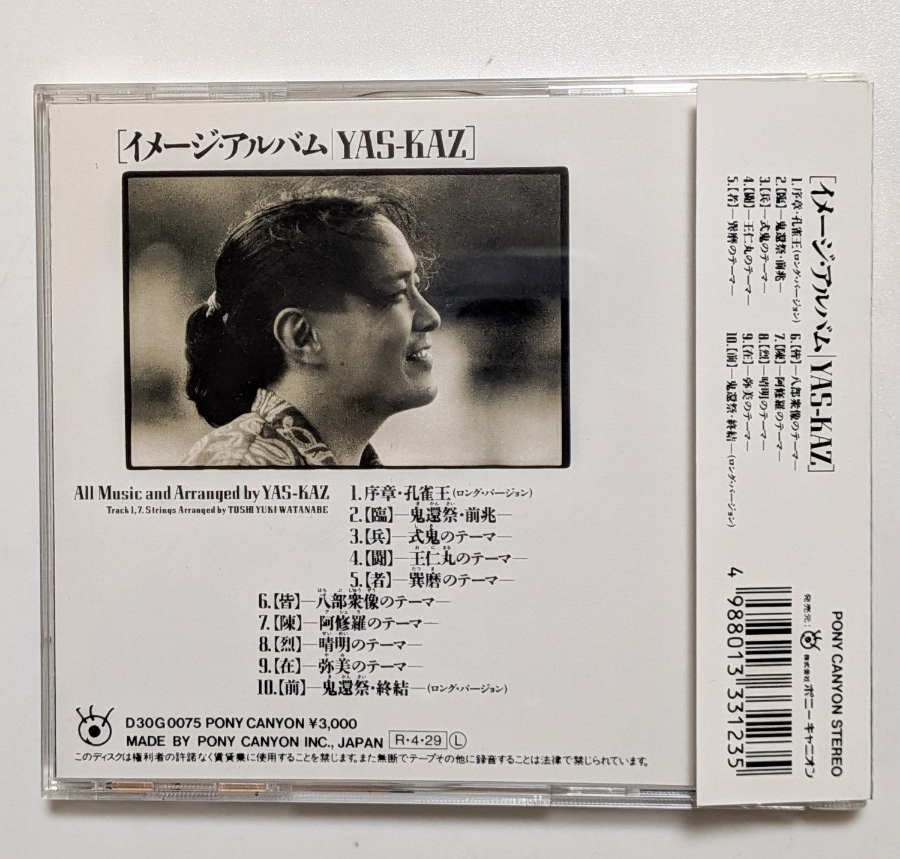 [イメージ・アルバム|YAS-KAZ]
All Music and Arranged by YAS-KAZ
Track 1, 7. Strings Arranged by TOSHIYUKI WATANABE
1.序章・孔雀王(ロング・バージョン)
2.【臨】―鬼還祭・前兆―
3.【兵】―式鬼のテーマ―
4.【闘】―王仁丸のテーマ―
5.【者】―巽磨のテーマ―
6.【皆】―八部衆像のテーマ―
7.【陳】―阿修羅のテーマ―
8.【烈】―晴明のテーマ―
9.【在】―弥美のテーマ―
10.【前】―鬼還祭・終結―(ロング・バージョン)
D30G0075 PONY CANYON ¥3,000
MADE BY PONY CANYON INC., JAPAN R・4・29 Ⓛ
このディスクは権利者の許諾なく賃貸業に使用することを禁じます。また無断でテープその他に録音することは法律で禁じられています。
[イメージ・アルバム|YAS-KAZ]
1.序章・孔雀王(ロング・バージョン)
2.【臨】―鬼還祭・前兆―
3.【兵】―式鬼のテーマ―
4.【闘】―王仁丸のテーマ―
5.【者】―巽磨のテーマ―
6.【皆】―八部衆像のテーマ―
7.【陳】―阿修羅のテーマ―
8.【烈】―晴明のテーマ―
9.【在】―弥美のテーマ―
10.【前】―鬼還祭・終結―(ロング・バージョン)
4 988013 331235
発売元:株式会社ポニーキャニオン
PONY CANYON STEREO